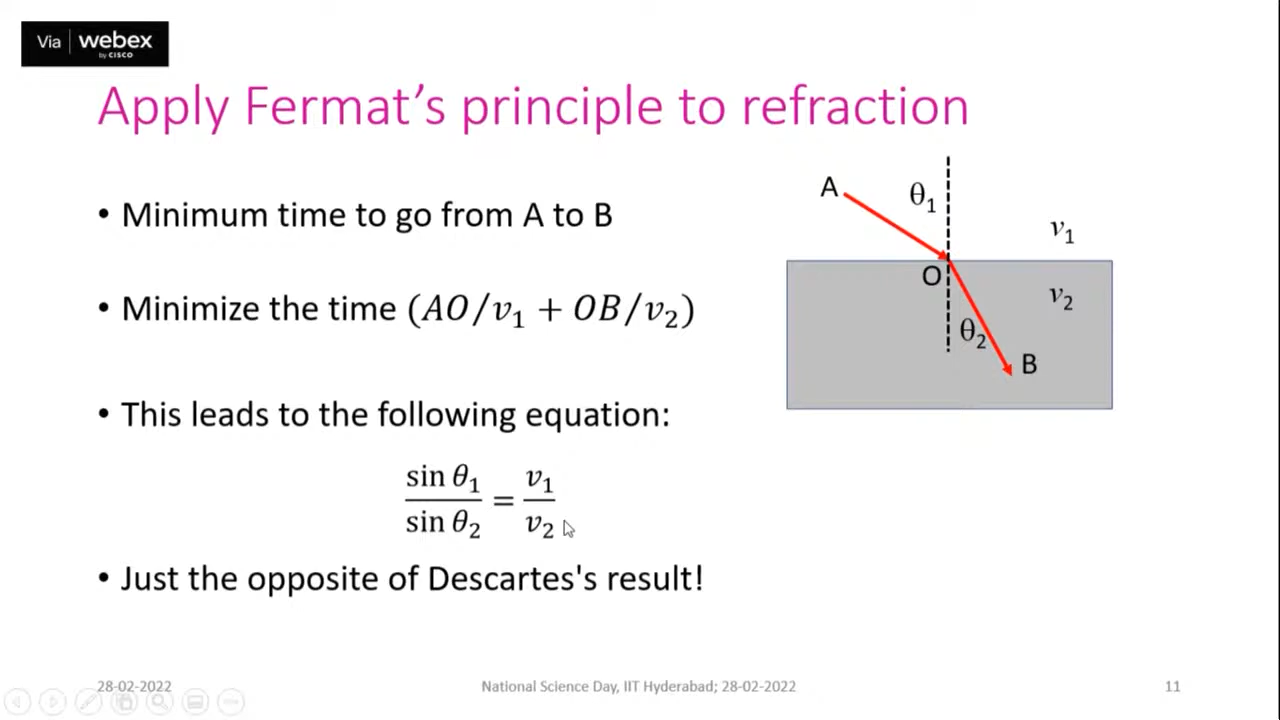 Via webex
by CISCO
Apply Fermat's principle to refraction
• Minimum time to go from A to B
• Minimize the time (AO/v₁ + OB/v₂)
• This leads to the following equation:
sin θ₁ / sin θ₂ = v₁ / v₂
• Just the opposite of Descartes's result!
A
θ₁
v₁
O
v₂
θ₂
B
28-02-2022
National Science Day, IIT Hyderabad; 28-02-2022
11